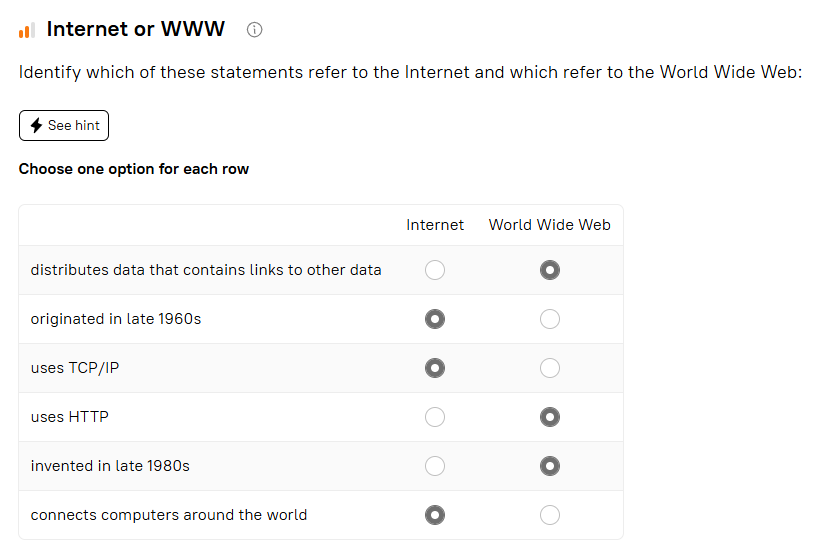 Internet or WWW
Identify which of these statements refer to the Internet and which refer to the World Wide Web:
See hint
Choose one option for each row
Internet World Wide Web
distributes data that contains links to other data
originated in late 1960s
uses TCP/IP
uses HTTP
invented in late 1980s
connects computers around the world